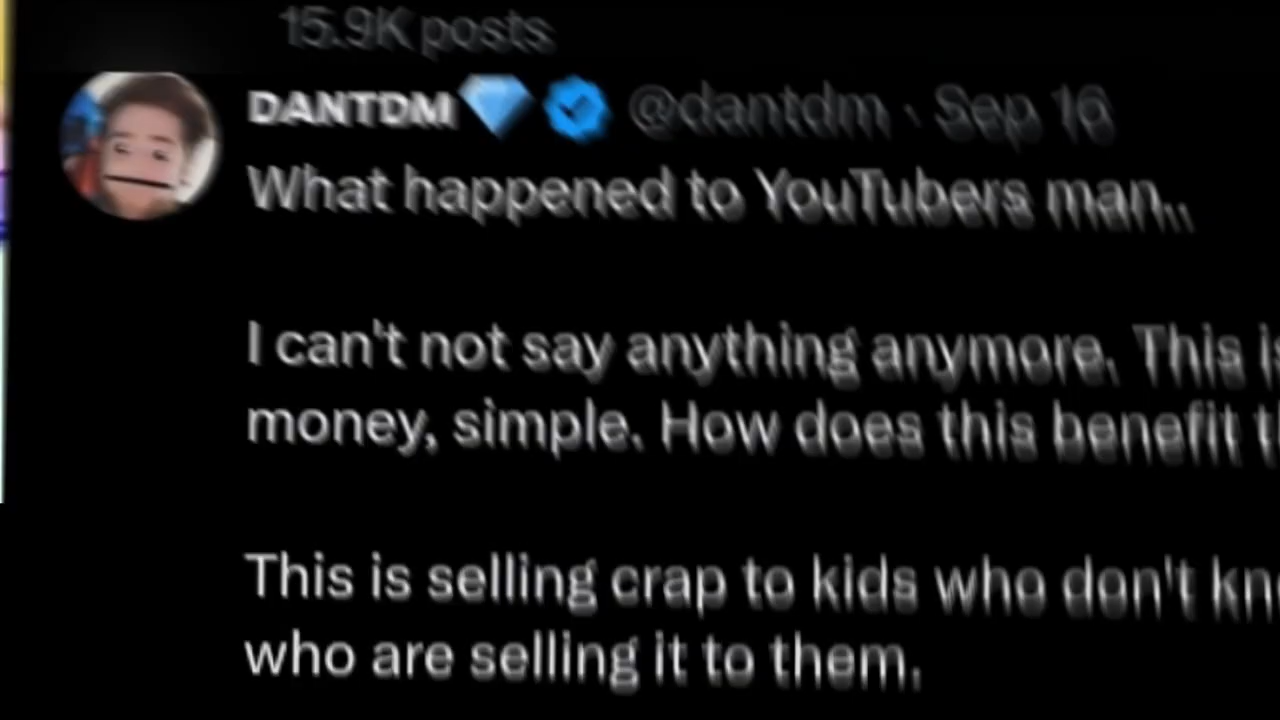 15.9K posts
DANTDM @dantdm · Sep 16
What happened to YouTubers man..
I can't not say anything anymore. This is
money, simple. How does this benefit
This is selling crap to kids who don't
who are selling it to them.